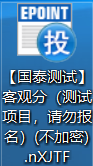 EPOINT
投
【国泰测试】
客观分（测试
项目，请勿报
名）(不加密)
.nXJTF